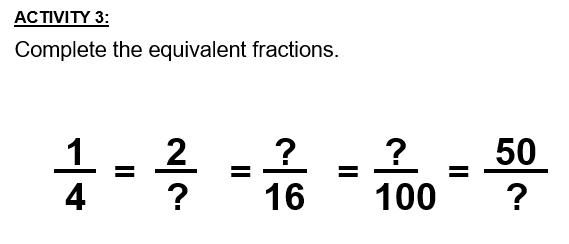 ACTIVITY 3:
Complete the equivalent fractions.
1/4 = 2/? = ?/16 = ?/100 = 50/?